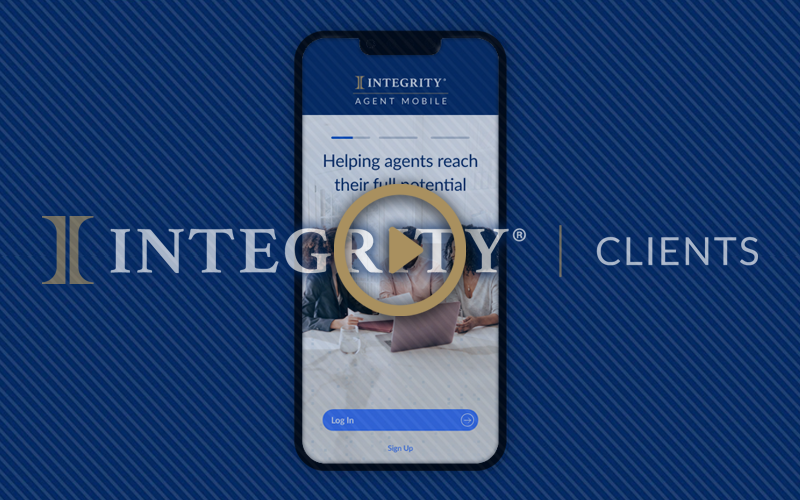 INTEGRITY®
AGENT MOBILE
Helping agents reach
their full potential
INTEGRITY® | CLIENTS
Log In
Sign Up